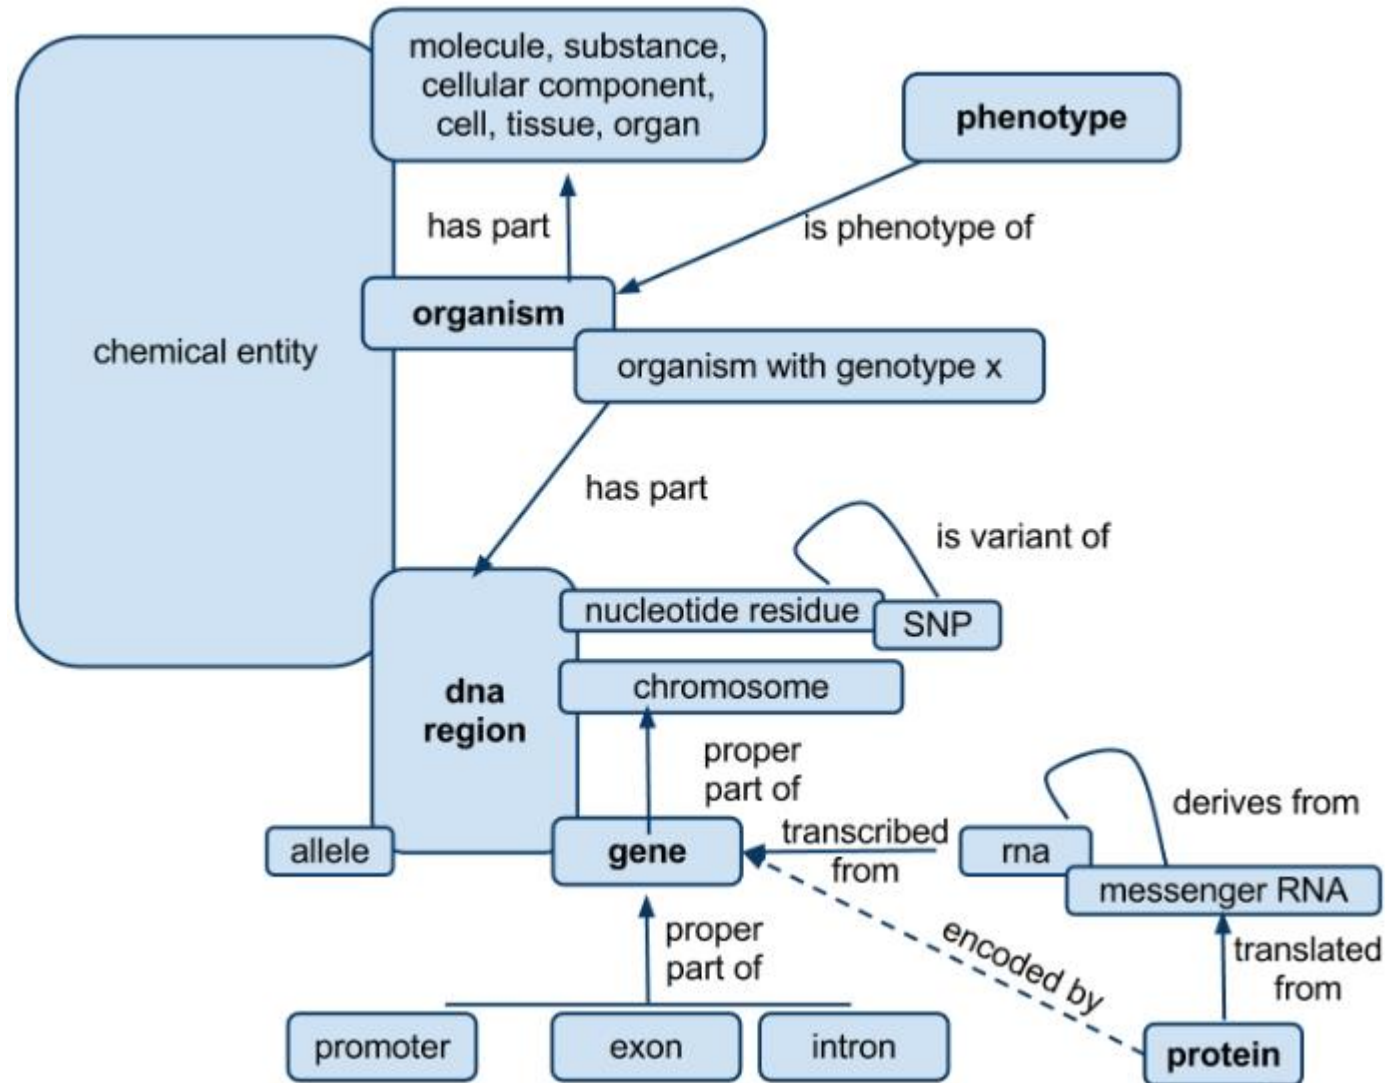 molecule, substance,
cellular component,
cell, tissue, organ
phenotype
has part
is phenotype of
organism
chemical entity
organism with genotype x
has part
is variant of
nucleotide residue
SNP
chromosome
dna
region
proper
part of
derives from
transcribed
from
allele
gene
rna
messenger RNA
proper
part of
encoded by
translated
from
promoter
exon
intron
protein